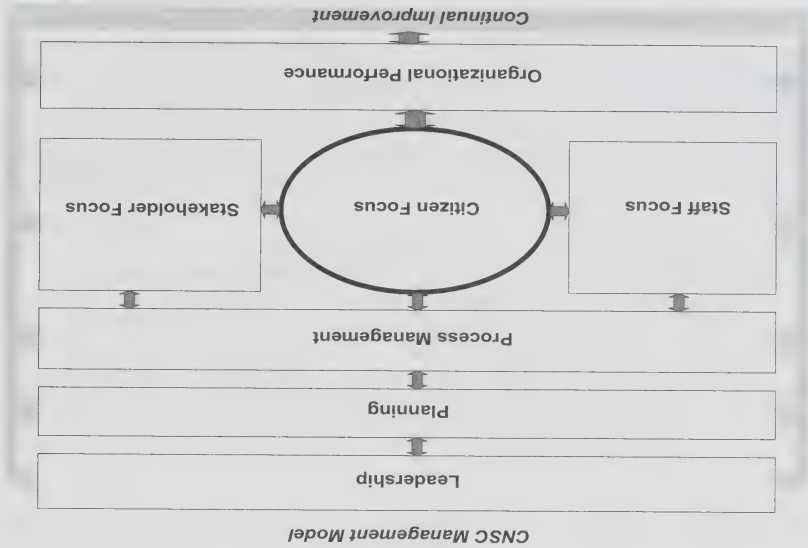 CNSC Management Model
Leadership
Planning
Process Management
Staff Focus
Citizen Focus
Stakeholder Focus
Organizational Performance
Continual Improvement